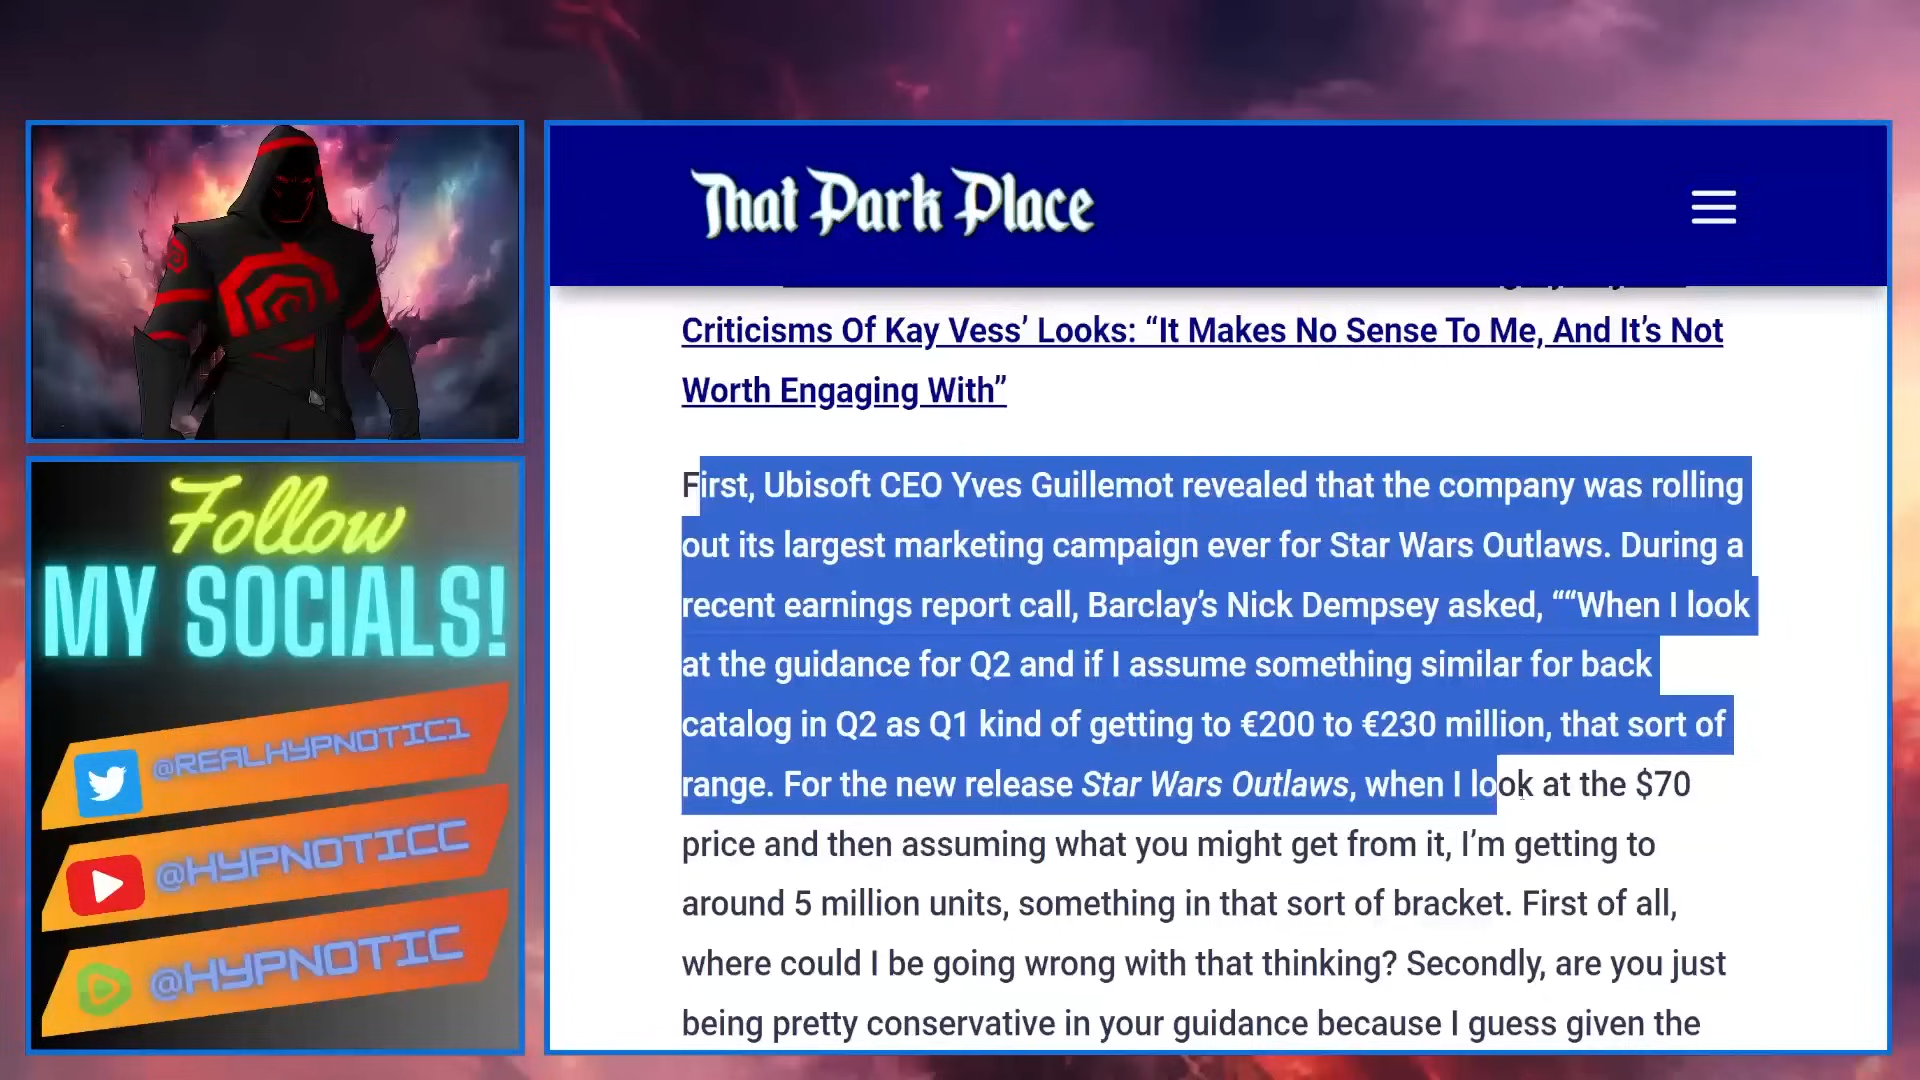 That Park Place
Criticisms Of Kay Vess’ Looks: “It Makes No Sense To Me, And It’s Not
Worth Engaging With”
First, Ubisoft CEO Yves Guillemot revealed that the company was rolling
out its largest marketing campaign ever for Star Wars Outlaws. During a
recent earnings report call, Barclay’s Nick Dempsey asked, ““When I look
at the guidance for Q2 and if I assume something similar for back
catalog in Q2 as Q1 kind of getting to €200 to €230 million, that sort of
range. For the new release Star Wars Outlaws, when I look at the $70
price and then assuming what you might get from it, I’m getting to
around 5 million units, something in that sort of bracket. First of all,
where could I be going wrong with that thinking? Secondly, are you just
being pretty conservative in your guidance because I guess given the
Follow
MY SOCIALS!
@REALHYPNOTIC1
@HYPNOTICC
@HYPNOTIC